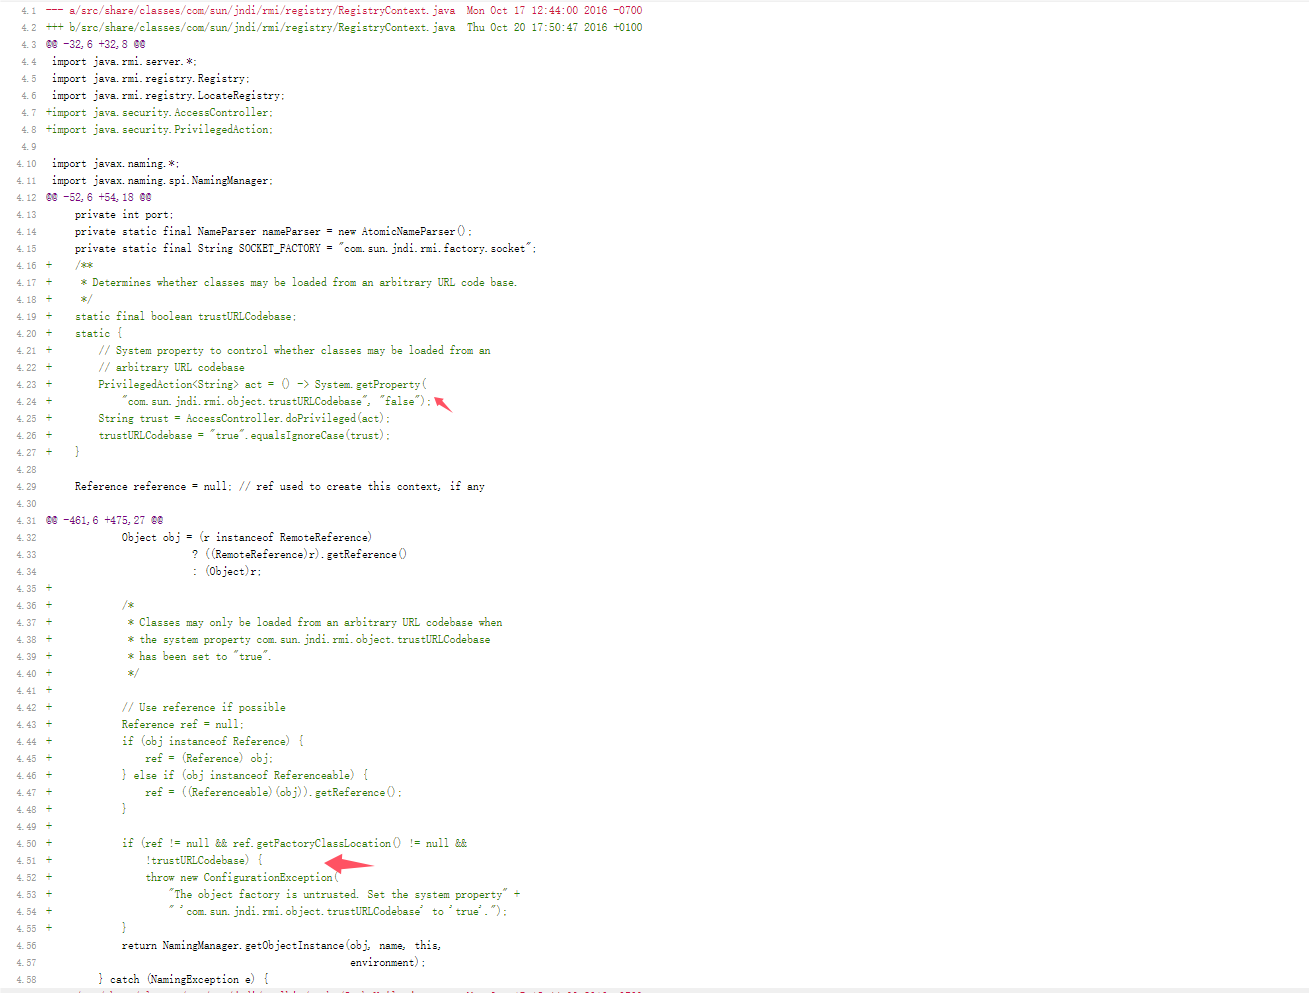 4.1 --- a/src/share/classes/com/sun/jndi/rmi/registry/RegistryContext.java  Mon Oct 17 12:44:00 2016 -0700
4.2 +++ b/src/share/classes/com/sun/jndi/rmi/registry/RegistryContext.java  Thu Oct 20 17:50:47 2016 +0100
4.3 @@ -32,6 +32,8 @@
4.4  import java.rmi.server.*;
4.5  import java.rmi.registry.Registry;
4.6  import java.rmi.registry.LocateRegistry;
4.7 +import java.security.AccessController;
4.8 +import java.security.PrivilegedAction;
4.9
4.10  import javax.naming.*;
4.11  import javax.naming.spi.NamingManager;
4.12 @@ -52,6 +54,18 @@
4.13      private int port;
4.14      private static final NameParser nameParser = new AtomicNameParser();
4.15      private static final String SOCKET_FACTORY = "com.sun.jndi.rmi.factory.socket";
4.16 +    /**
4.17 +     * Determines whether classes may be loaded from an arbitrary URL code base.
4.18 +     */
4.19 +    static final boolean trustURLCodebase;
4.20 +    static {
4.21 +        // System property to control whether classes may be loaded from an
4.22 +        // arbitrary URL codebase
4.23 +        PrivilegedAction<String> act = () -> System.getProperty(
4.24 +            "com.sun.jndi.rmi.object.trustURLCodebase", "false");
4.25 +        String trust = AccessController.doPrivileged(act);
4.26 +        trustURLCodebase = "true".equalsIgnoreCase(trust);
4.27 +    }
4.28
4.29      Reference reference = null; // ref used to create this context, if any
4.30
4.31 @@ -461,6 +475,27 @@
4.32              Object obj = (r instanceof RemoteReference)
4.33                          ? ((RemoteReference)r).getReference()
4.34                          : (Object)r;
4.35 +
4.36 +            /*
4.37 +             * Classes may only be loaded from an arbitrary URL codebase when
4.38 +             * the system property com.sun.jndi.rmi.object.trustURLCodebase
4.39 +             * has been set to "true".
4.40 +             */
4.41 +
4.42 +            // Use reference if possible
4.43 +            Reference ref = null;
4.44 +            if (obj instanceof Reference) {
4.45 +                ref = (Reference) obj;
4.46 +            } else if (obj instanceof Referenceable) {
4.47 +                ref = ((Referenceable)(obj)).getReference();
4.48 +            }
4.49 +
4.50 +            if (ref != null && ref.getFactoryClassLocation() != null &&
4.51 +                !trustURLCodebase) {
4.52 +                throw new ConfigurationException(
4.53 +                    "The object factory is untrusted. Set the system property" +
4.54 +                    " 'com.sun.jndi.rmi.object.trustURLCodebase' to 'true'.");
4.55 +            }
4.56              return NamingManager.getObjectInstance(obj, name, this,
4.57                                                     environment);
4.58          } catch (NamingException e) {